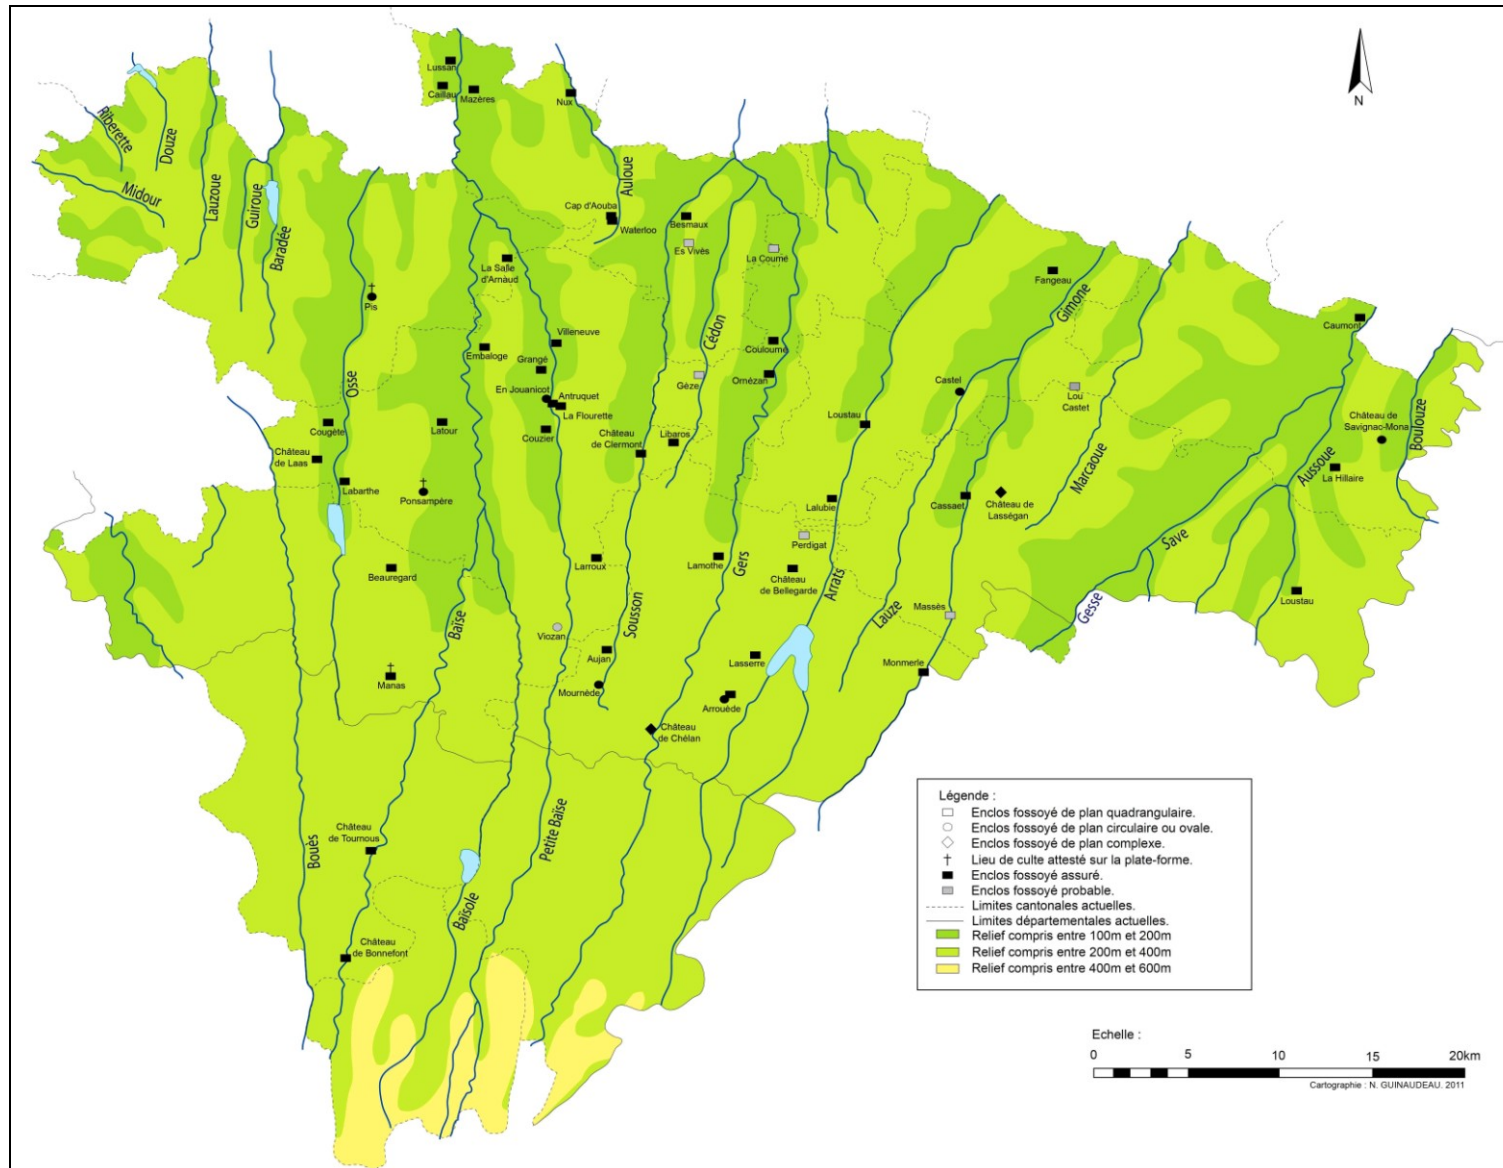 Lussan
Caillau
Mazères
Nux
N
Riberette
Douze
Midour
Lauzoue
Guiroue
Baradée
Auloue
Cap d'Aouba
Waterloo
Besmaux
Es Vivès
La Coumé
La Salle
d'Arnaud
Fangeau
Gimone
Pis
Caumont
Villeneuve
Cédon
Embaloge
Grangé
Couloumé
Ornézan
Osse
En Jouanicot
Antruquet
La Flourette
Gèze
Castel
Lou
Castet
Cougète
Latour
Couzier
Château
de Clermont
Libaros
Loustau
Château de
Savignac-Mona
Boulouze
Château
de Laas
Aussoue
La Hillaire
Marcaoue
Labarthe
Ponsampère
Lalubie
Cassaet
Château de
Lasségan
Save
Perdigat
Larroux
Lamothe
Gers
Beauregard
Château
de Bellegarde
Arrats
Loustau
Baïse
Sousson
Lauze
Massès
Gesse
Viozan
Aujan
Lasserre
Monmerle
Manas
Mournède
Arrouède
Château
de Chélan
Bouès
Château
de Tournous
Petite Baïse
Baïsole
Château
de Bonnefont
Légende :
Enclos fossoyé de plan quadrangulaire.
Enclos fossoyé de plan circulaire ou ovale.
Enclos fossoyé de plan complexe.
Lieu de culte attesté sur la plate-forme.
Enclos fossoyé assuré.
Enclos fossoyé probable.
Limites cantonales actuelles.
Limites départementales actuelles.
Relief compris entre 100m et 200m
Relief compris entre 200m et 400m
Relief compris entre 400m et 600m
Echelle :
0 5 10 15 20km
Cartographie : N. GUINAUDEAU. 2011